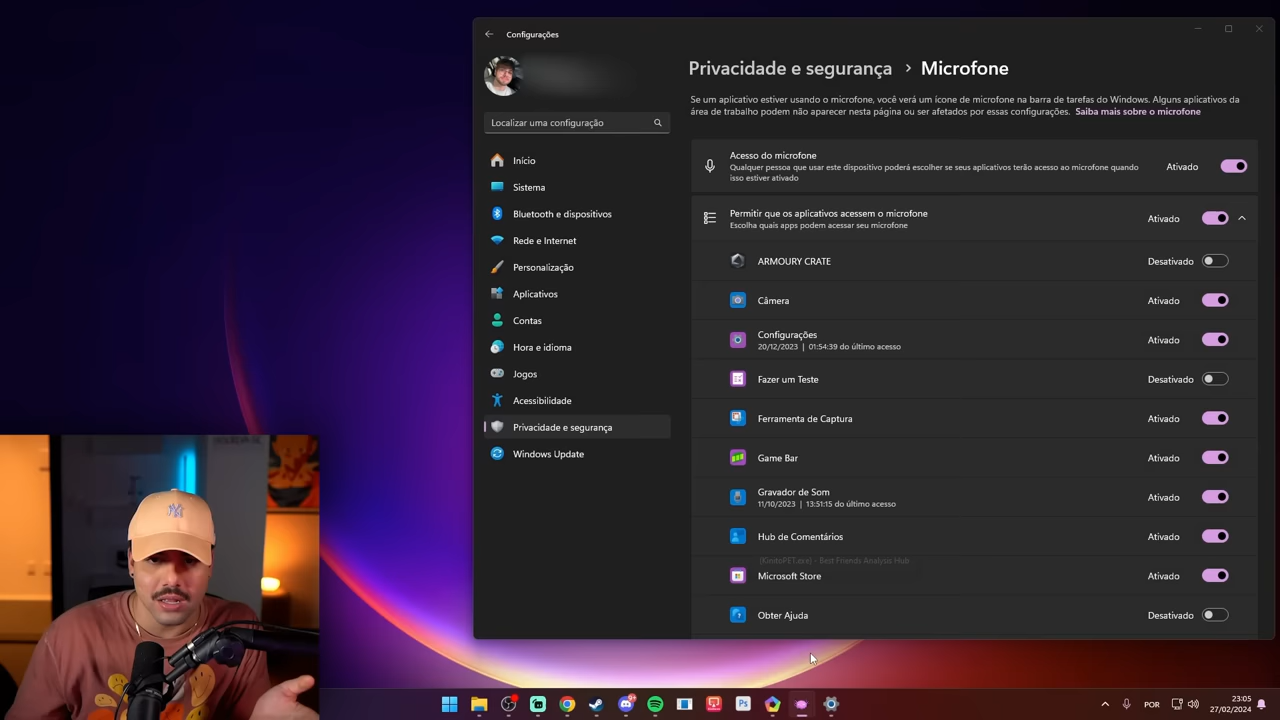 Configurações
Localizar uma configuração
Início
Sistema
Bluetooth e dispositivos
Rede e Internet
Personalização
Aplicativos
Contas
Hora e idioma
Jogos
Acessibilidade
Privacidade e segurança
Windows Update
Privacidade e segurança > Microfone
Se um aplicativo estiver usando o microfone, você verá um ícone de microfone na barra de tarefas do Windows. Alguns aplicativos da
área de trabalho podem não aparecer nesta página ou ser afetados por essas configurações. Saiba mais sobre o microfone
Acesso do microfone
Qualquer pessoa que usar este dispositivo poderá escolher se seus aplicativos terão acesso ao microfone quando
isso estiver ativado
Ativado
Permitir que os aplicativos acessem o microfone
Escolha quais apps podem acessar seu microfone
Ativado
ARMOURY CRATE
Desativado
Câmera
Ativado
Configurações
20/12/2023 | 01:54:39 do último acesso
Ativado
Fazer um Teste
Desativado
Ferramenta de Captura
Ativado
Game Bar
Ativado
Gravador de Som
11/10/2023 | 13:51:15 do último acesso
Ativado
Hub de Comentários
Ativado
[KinitoPET.exe] - Best Friends Analysis Hub
Microsoft Store
Ativado
Obter Ajuda
Desativado
Ps
POR
23:05
27/02/2024